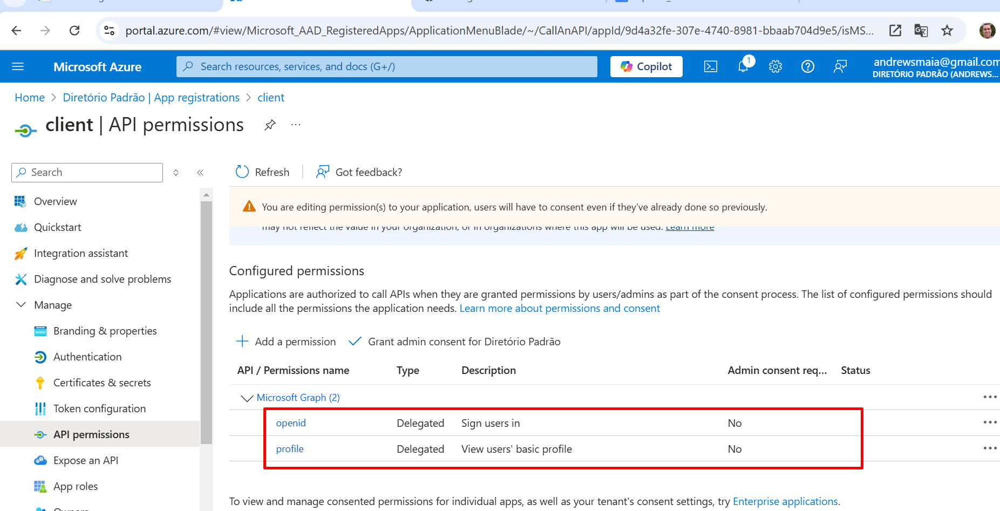 portal.azure.com/#view/Microsoft_AAD_RegisteredApps/ApplicationMenuBlade/~/CallAnAPI/appId/9d4a32fe-307e-4740-8981-bbaab704d9e5/isMS...
Microsoft Azure
Search resources, services, and docs (G+/)
Copilot
1
andrewsmaia@gmail.com
DIRETÓRIO PADRÃO (ANDREWS...
Home > Diretório Padrão | App registrations > client
client | API permissions
...
Search
Refresh
Got feedback?
You are editing permission(s) to your application, users will have to consent even if they've already done so previously.
may not reflect the value in your organization, or in organizations where this app will be used. Learn more
Overview
Quickstart
Integration assistant
Diagnose and solve problems
Manage
Branding & properties
Authentication
Certificates & secrets
Token configuration
API permissions
Expose an API
App roles
Owners
Configured permissions
Applications are authorized to call APIs when they are granted permissions by users/admins as part of the consent process. The list of configured permissions should
include all the permissions the application needs. Learn more about permissions and consent
Add a permission
Grant admin consent for Diretório Padrão
API / Permissions name Type Description Admin consent req... Status
Microsoft Graph (2)
openid Delegated Sign users in No
profile Delegated View users' basic profile No
To view and manage consented permissions for individual apps, as well as your tenant's consent settings, try Enterprise applications.